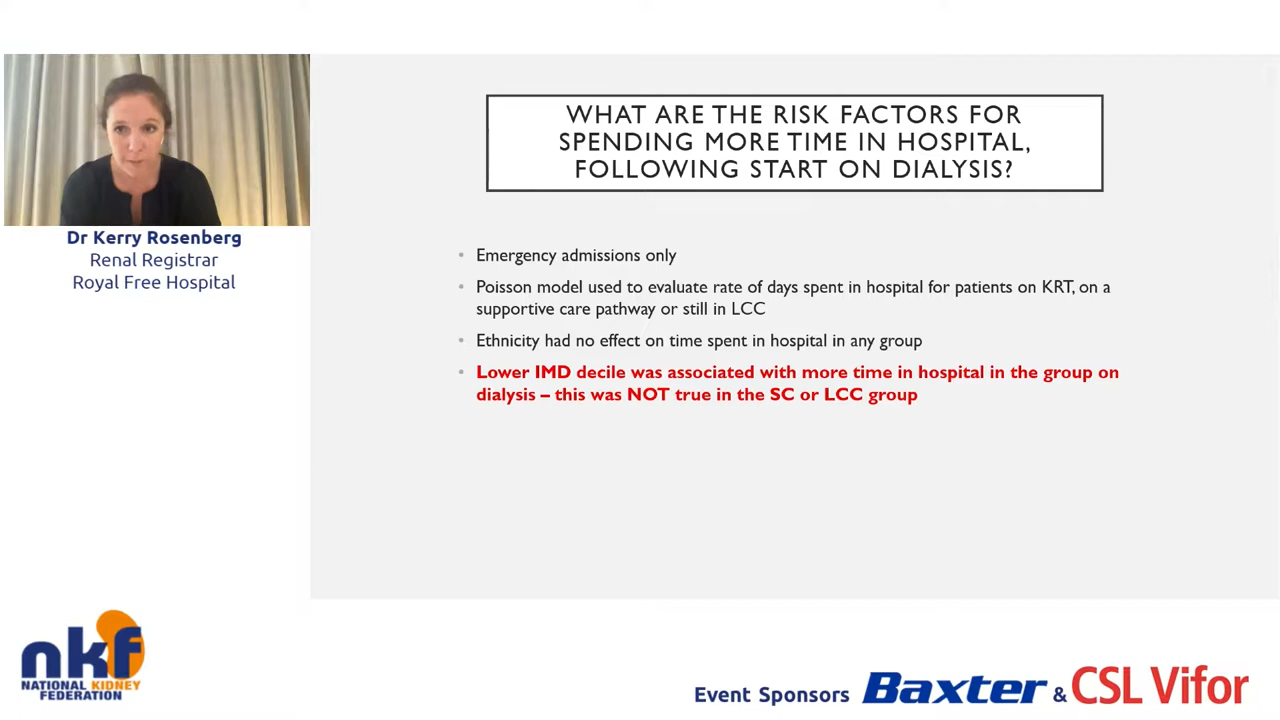 WHAT ARE THE RISK FACTORS FOR
SPENDING MORE TIME IN HOSPITAL,
FOLLOWING START ON DIALYSIS?
Dr Kerry Rosenberg
Renal Registrar
Royal Free Hospital
• Emergency admissions only
• Poisson model used to evaluate rate of days spent in hospital for patients on KRT, on a
supportive care pathway or still in LCC
• Ethnicity had no effect on time spent in hospital in any group
• Lower IMD decile was associated with more time in hospital in the group on
dialysis – this was NOT true in the SC or LCC group
nkf
NATIONAL KIDNEY
FEDERATION
Event Sponsors Baxter & CSL Vifor